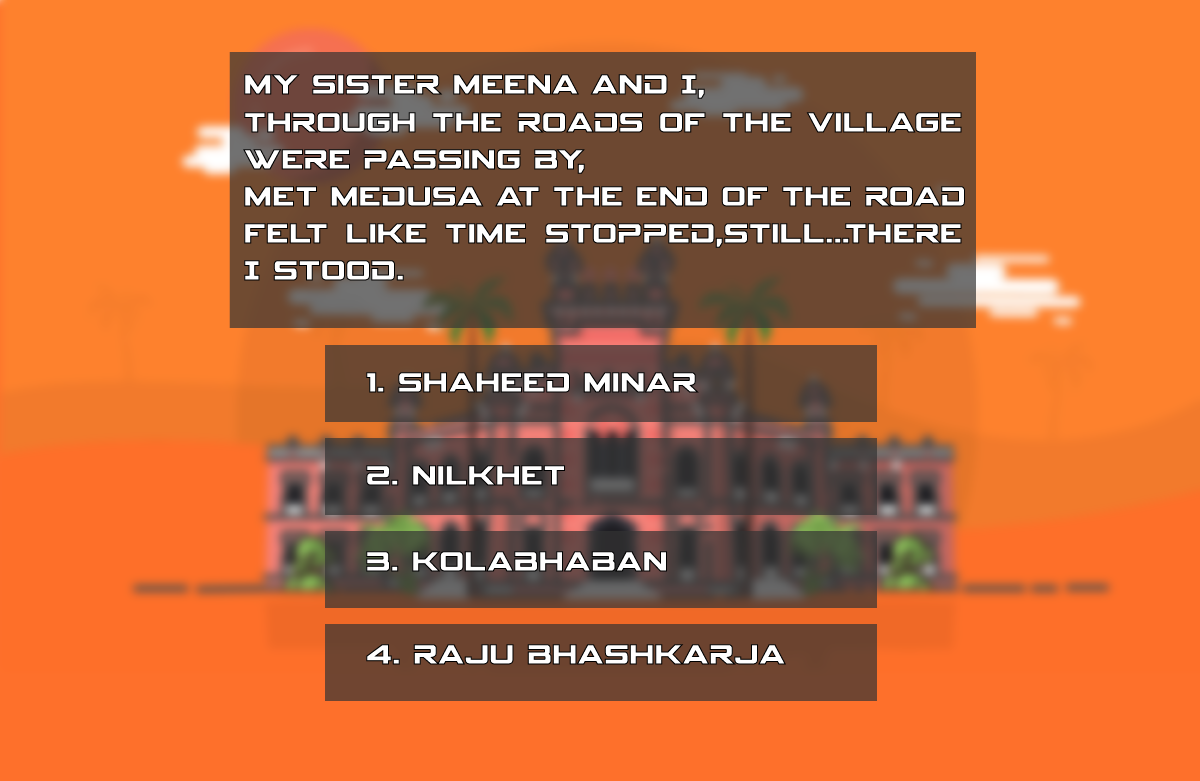 MY SISTER MEENA AND I,
THROUGH THE ROADS OF THE VILLAGE
WERE PASSING BY,
MET MEDUSA AT THE END OF THE ROAD
FELT LIKE TIME STOPPED,STILL...THERE
I STOOD.
1. SHAHEED MINAR
2. NILKHET
3. KOLABHABAN
4. RAJU BHASHKARJA